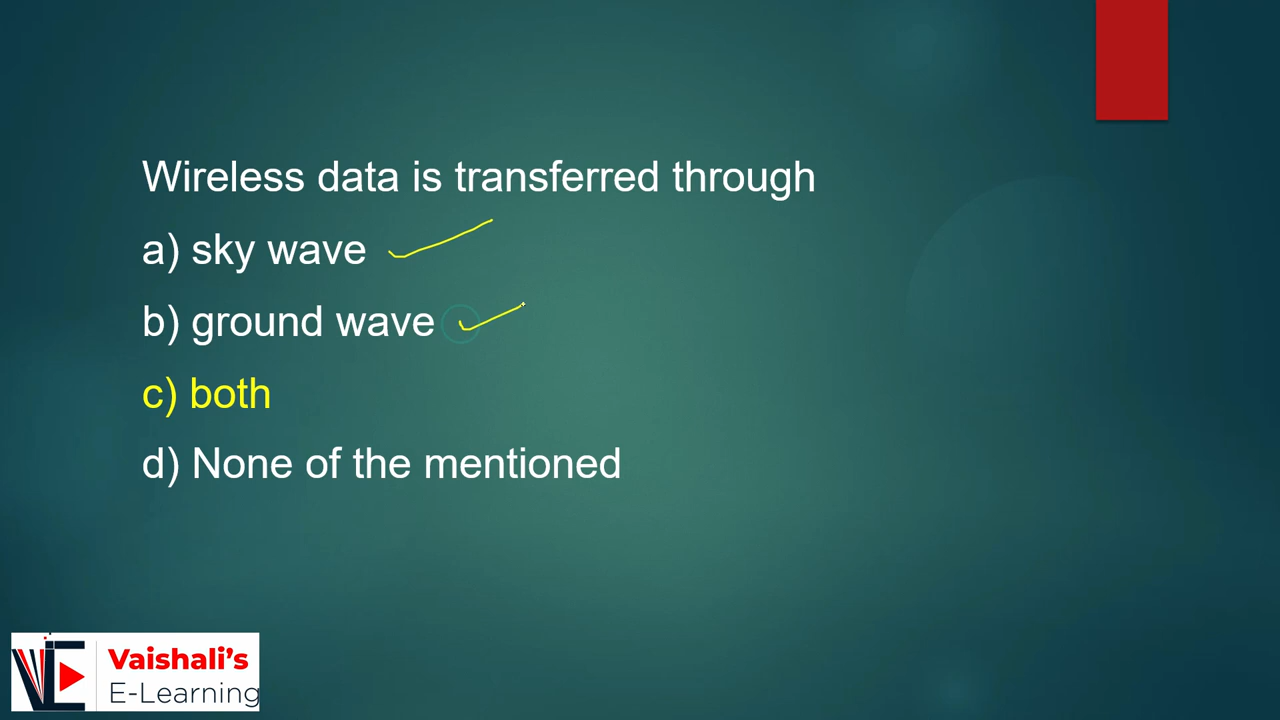 Wireless data is transferred through
a) sky wave
b) ground wave
c) both
d) None of the mentioned
Vaishali's
E-Learning